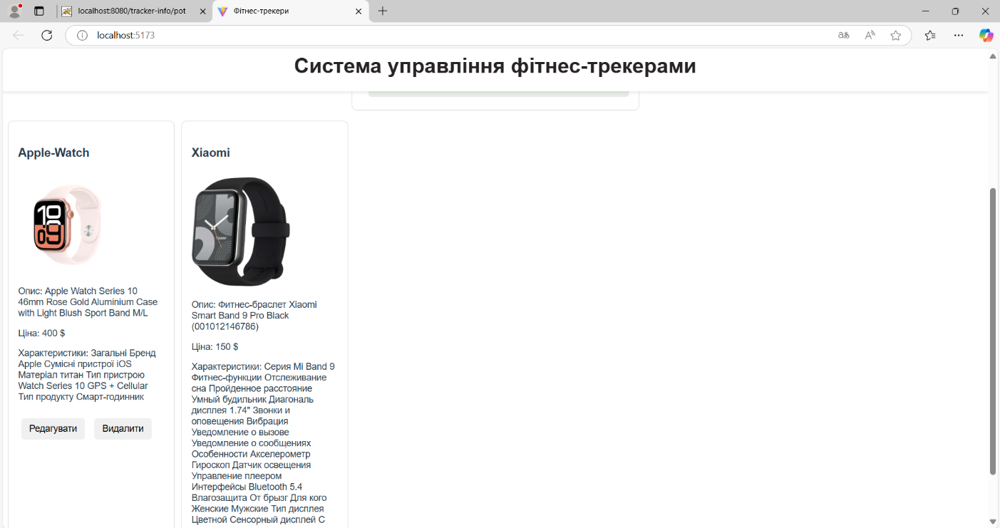 localhost:8080/tracker-info/pot
Фітнес-трекери
localhost:5173
Система управління фітнес-трекерами
Apple-Watch
10
09
Опис: Apple Watch Series 10
46mm Rose Gold Aluminium Case
with Light Blush Sport Band M/L
Ціна: 400 $
Характеристики: Загальні Бренд
Apple Сумісні пристрої iOS
Матеріал титан Тип пристрою
Watch Series 10 GPS + Cellular
Тип продукту Смарт-годинник
Редагувати
Видалити
Xiaomi
Опис: Фитнес-браслет Xiaomi
Smart Band 9 Pro Black
(001012146786)
Ціна: 150 $
Характеристики: Серия Mi Band 9
Фитнес-функции Отслеживание
сна Пройденное расстояние
Умный будильник Диагональ
дисплея 1.74" Звонки и
оповещения Вибрация
Уведомление о вызове
Уведомление о сообщениях
Особенности Акселерометр
Гироскоп Датчик освещения
Управление плеером
Интерфейсы Bluetooth 5.4
Влагозащита От брызг Для кого
Женские Мужские Тип дисплея
Цветной Сенсорный дисплей С